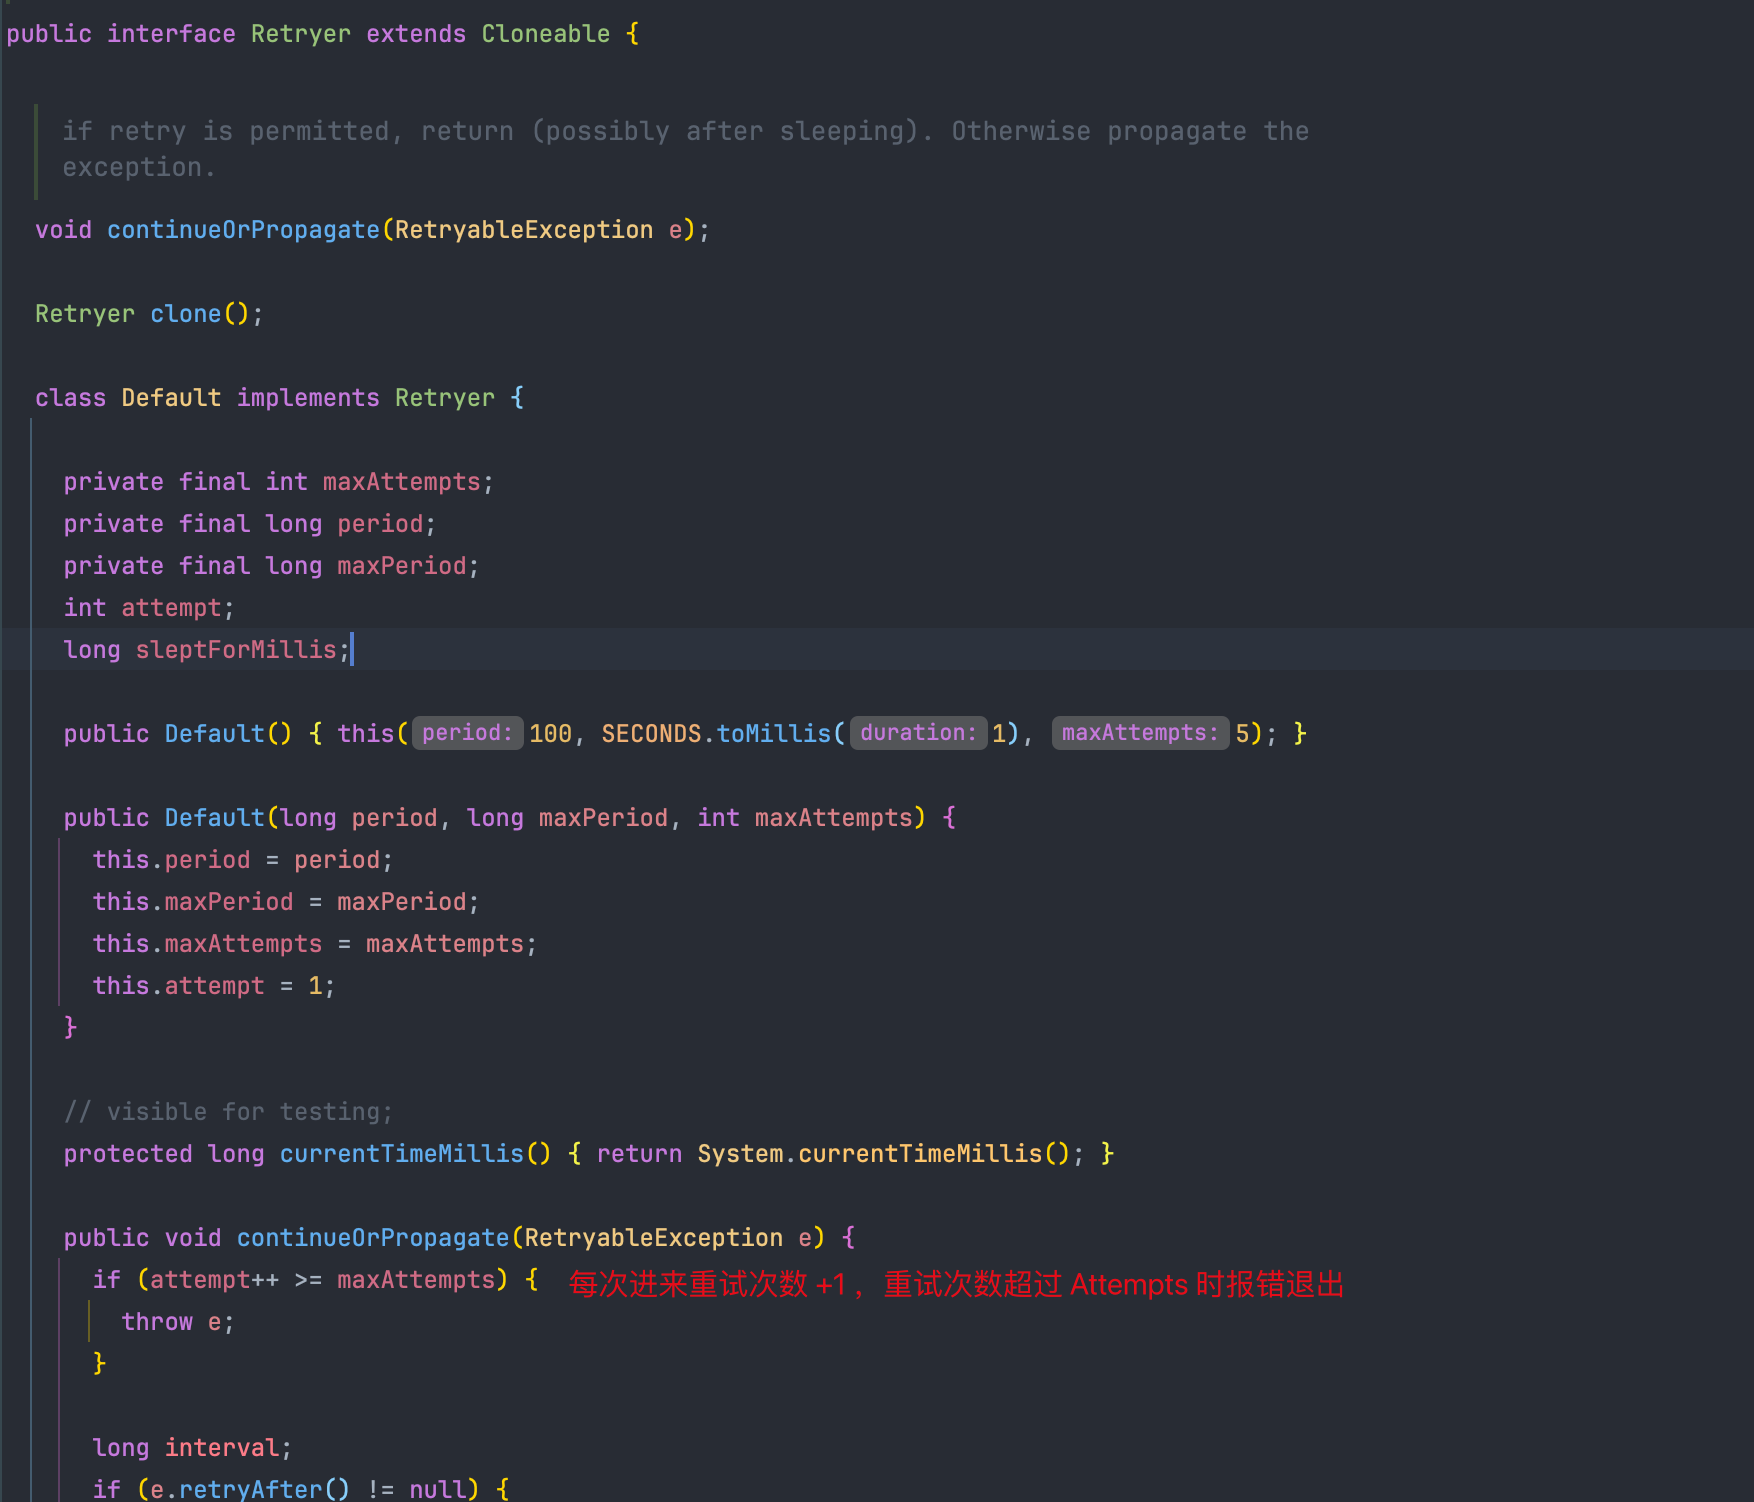 public interface Retryer extends Cloneable {
if retry is permitted, return (possibly after sleeping). Otherwise propagate the
exception.
void continueOrPropagate(RetryableException e);
Retryer clone();
class Default implements Retryer {
private final int maxAttempts;
private final long period;
private final long maxPeriod;
int attempt;
long sleptForMillis;
public Default() { this( period: 100, SECONDS.toMillis( duration: 1), maxAttempts: 5); }
public Default(long period, long maxPeriod, int maxAttempts) {
this.period = period;
this.maxPeriod = maxPeriod;
this.maxAttempts = maxAttempts;
this.attempt = 1;
}
// visible for testing;
protected long currentTimeMillis() { return System.currentTimeMillis(); }
public void continueOrPropagate(RetryableException e) {
if (attempt++ >= maxAttempts) { 每次进来重试次数 +1 ，重试次数超过 Attempts 时报错退出
throw e;
}
long interval;
if (e.retryAfter() != null) {